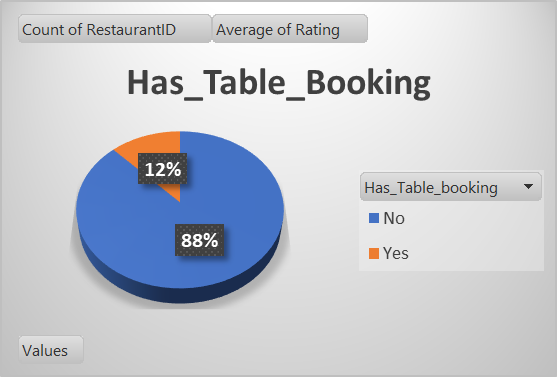 Count of RestaurantID Average of Rating
Has_Table_Booking
12%
88%
Has_Table_booking
No
Yes
Values